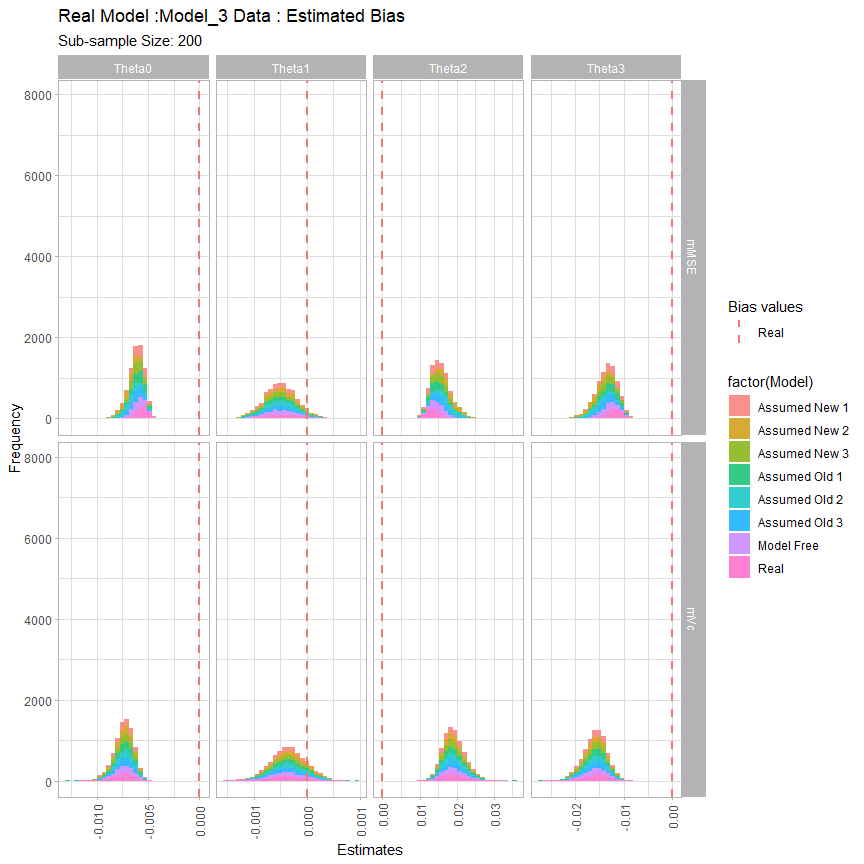 Real Model :Model_3 Data : Estimated Bias
Sub-sample Size: 200
Theta0 Theta1 Theta2 Theta3
8000
6000
4000
2000
0
mMSE
8000
6000
4000
2000
0
mVc
Frequency
-0.010 -0.005 0.000 -0.001 0.000 0.001 0.00 0.01 0.02 0.03 -0.02 -0.01 0.00
Estimates
Bias values
Real
factor(Model)
Assumed New 1
Assumed New 2
Assumed New 3
Assumed Old 1
Assumed Old 2
Assumed Old 3
Model Free
Real